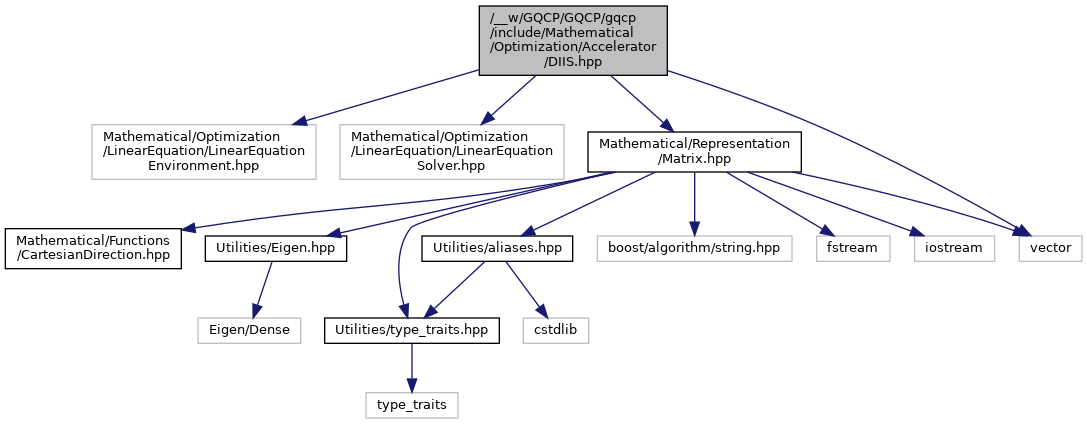 /__w/GQCP/GQCP/gqcp
/include/Mathematical
/Optimization/Accelerator
/DIIS.hpp
Mathematical/Optimization
/LinearEquation/LinearEquation
Environment.hpp
Mathematical/Optimization
/LinearEquation/LinearEquation
Solver.hpp
Mathematical/Representation
/Matrix.hpp
Mathematical/Functions
/CartesianDirection.hpp
Utilities/Eigen.hpp
Utilities/aliases.hpp
boost/algorithm/string.hpp
fstream
iostream
vector
Eigen/Dense
Utilities/type_traits.hpp
cstdlib
type_traits